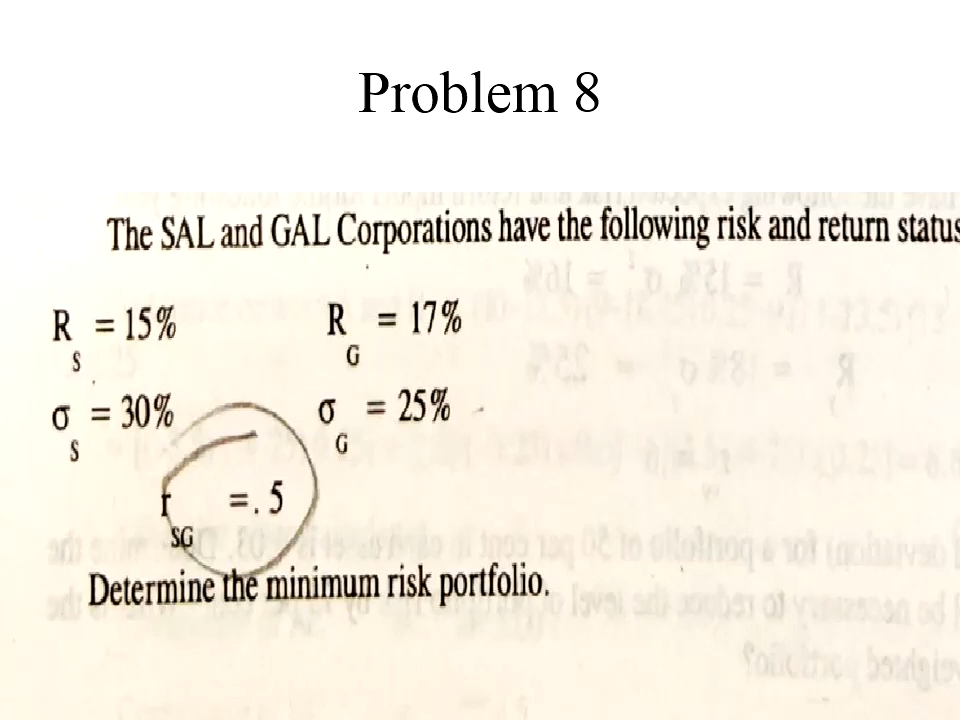 Problem 8
The SAL and GAL Corporations have the following risk and return status
R = 15% R = 17%
S G
σ = 30% σ = 25%
S G
r = . 5
SG
Determine the minimum risk portfolio.